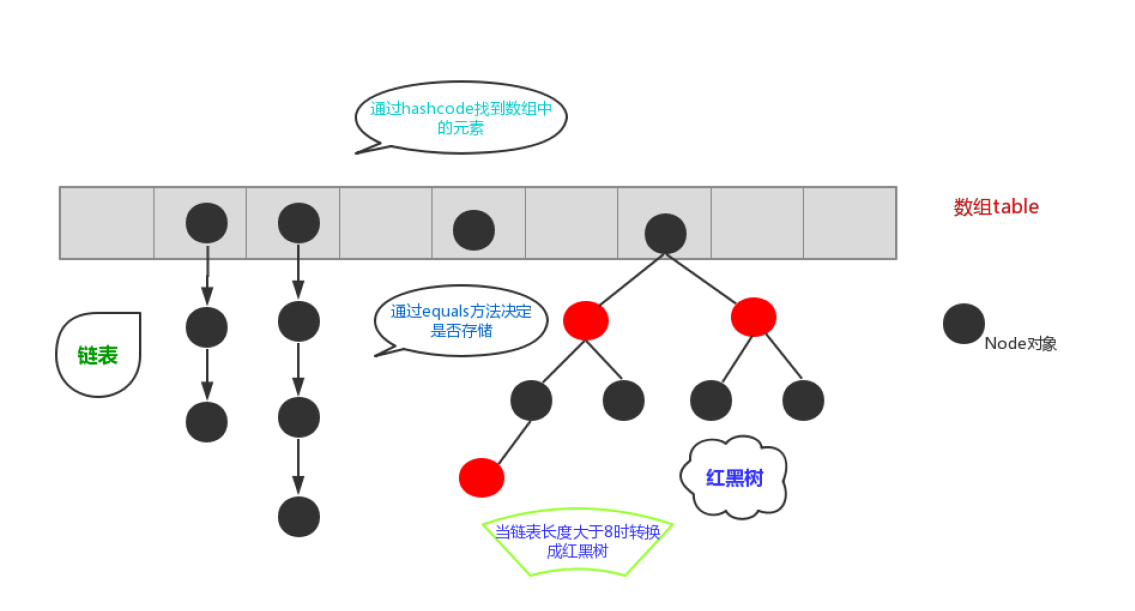 通过hashcode找到数组中
的元素
数组table
通过equals方法决定
是否存储
链表
Node对象
红黑树
当链表长度大于8时转换
成红黑树